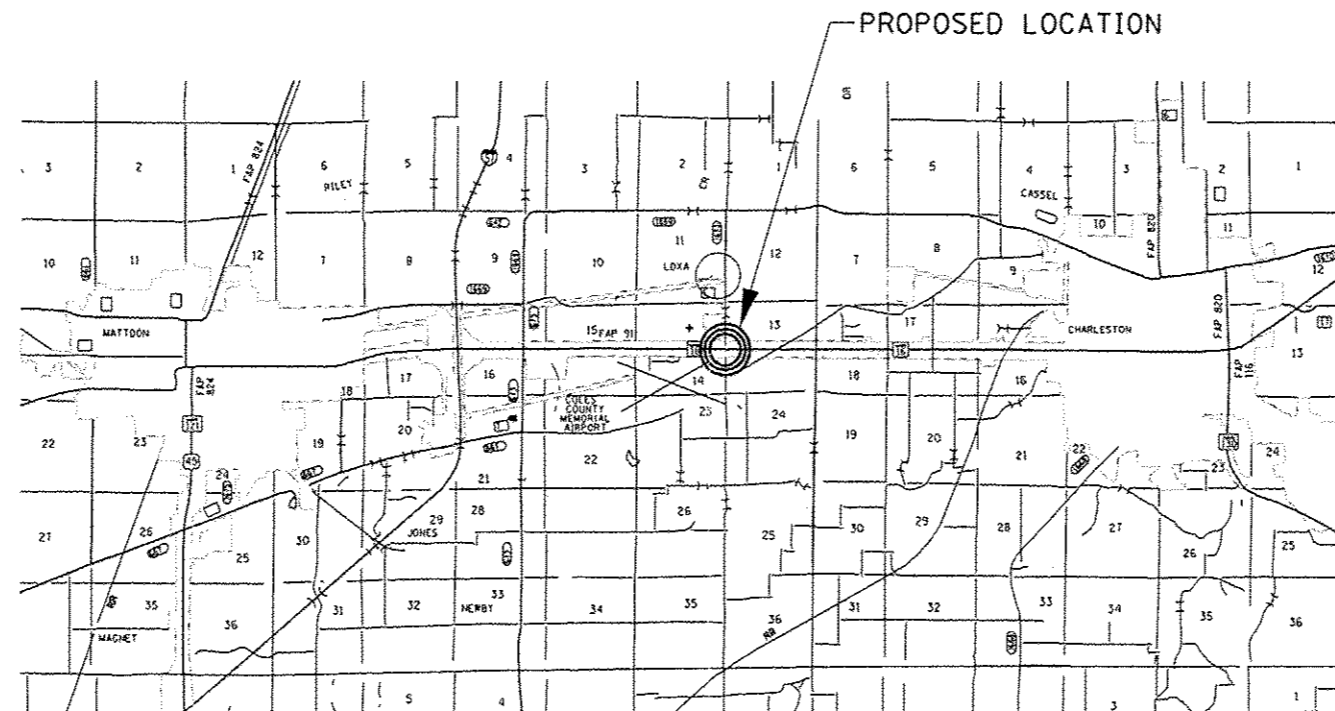 PROPOSED LOCATION
CR
3 2 1 6 5 4 3 2 1 6 5 4 3 2 1
FAP 824
57
RILEY
CR
CASSEL
FAP 820
10 11 12 7 8 9 10 11 12 7 8 9 10 11 12
LOXA
MATTOON
15 FAP 91
13
17
CHARLESTON
FAP 820
13
16
FAP 824
18 17 16
14 18 16
FAP 116
COLES
COUNTY
MEMORIAL
AIRPORT
121
45
22 23 24 19 20 21 22 23 24 19 20 21 22 23 24
27 26 25 30 29 28 26 25 30 29 28 27 26 25
JONES
RR
35 36 31 32 33 34 35 36 31 32 33 34 35 36
MAGNET
NEWBY
RR
5 4 3 1